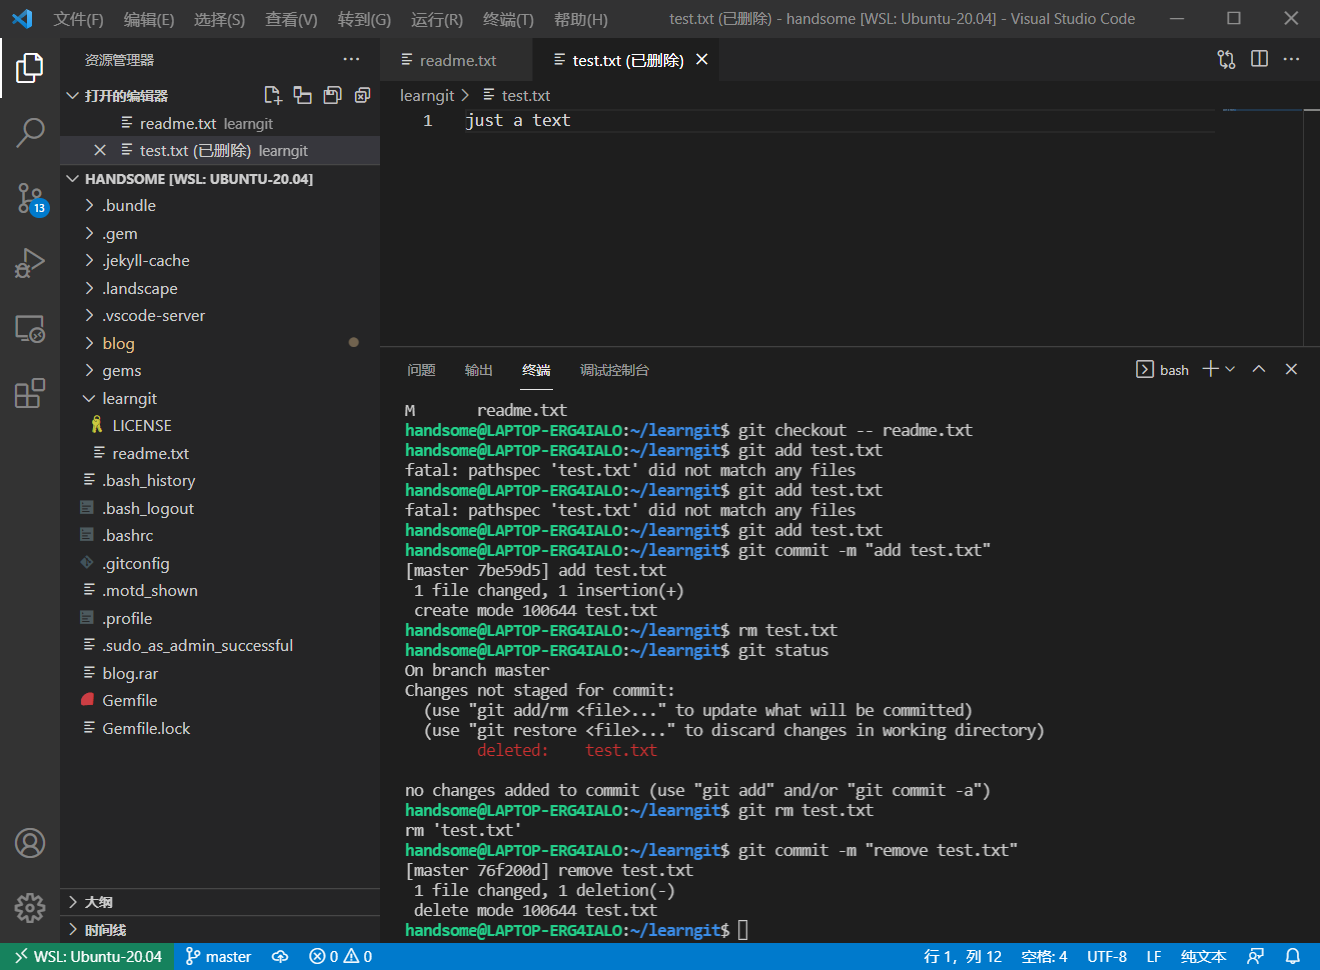 文件(F) 编辑(E) 选择(S) 查看(V) 转到(G) 运行(R) 终端(T) 帮助(H) test.txt (已删除) - handsome [WSL: Ubuntu-20.04] - Visual Studio Code
资源管理器
打开的编辑器
readme.txt learngit
test.txt (已删除) learngit
HANDSOME [WSL: UBUNTU-20.04]
.bundle
.gem
.jekyll-cache
.landscape
.vscode-server
blog
gems
learngit
LICENSE
readme.txt
.bash_history
.bash_logout
.bashrc
.gitconfig
.motd_shown
.profile
.sudo_as_admin_successful
blog.rar
Gemfile
Gemfile.lock
大纲
时间线
13
readme.txt test.txt (已删除)
learngit > test.txt
1 just a text
问题 输出 终端 调试控制台 bash
M readme.txt
handsome@LAPTOP-ERG4IALO:~/learngit$ git checkout -- readme.txt
handsome@LAPTOP-ERG4IALO:~/learngit$ git add test.txt
fatal: pathspec 'test.txt' did not match any files
handsome@LAPTOP-ERG4IALO:~/learngit$ git add test.txt
fatal: pathspec 'test.txt' did not match any files
handsome@LAPTOP-ERG4IALO:~/learngit$ git add test.txt
handsome@LAPTOP-ERG4IALO:~/learngit$ git commit -m "add test.txt"
[master 7be59d5] add test.txt
1 file changed, 1 insertion(+)
create mode 100644 test.txt
handsome@LAPTOP-ERG4IALO:~/learngit$ rm test.txt
handsome@LAPTOP-ERG4IALO:~/learngit$ git status
On branch master
Changes not staged for commit:
(use "git add/rm <file>..." to update what will be committed)
(use "git restore <file>..." to discard changes in working directory)
deleted: test.txt
no changes added to commit (use "git add" and/or "git commit -a")
handsome@LAPTOP-ERG4IALO:~/learngit$ git rm test.txt
rm 'test.txt'
handsome@LAPTOP-ERG4IALO:~/learngit$ git commit -m "remove test.txt"
[master 76f200d] remove test.txt
1 file changed, 1 deletion(-)
delete mode 100644 test.txt
handsome@LAPTOP-ERG4IALO:~/learngit$
WSL: Ubuntu-20.04 master 0 0 行 1, 列 12 空格: 4 UTF-8 LF 纯文本